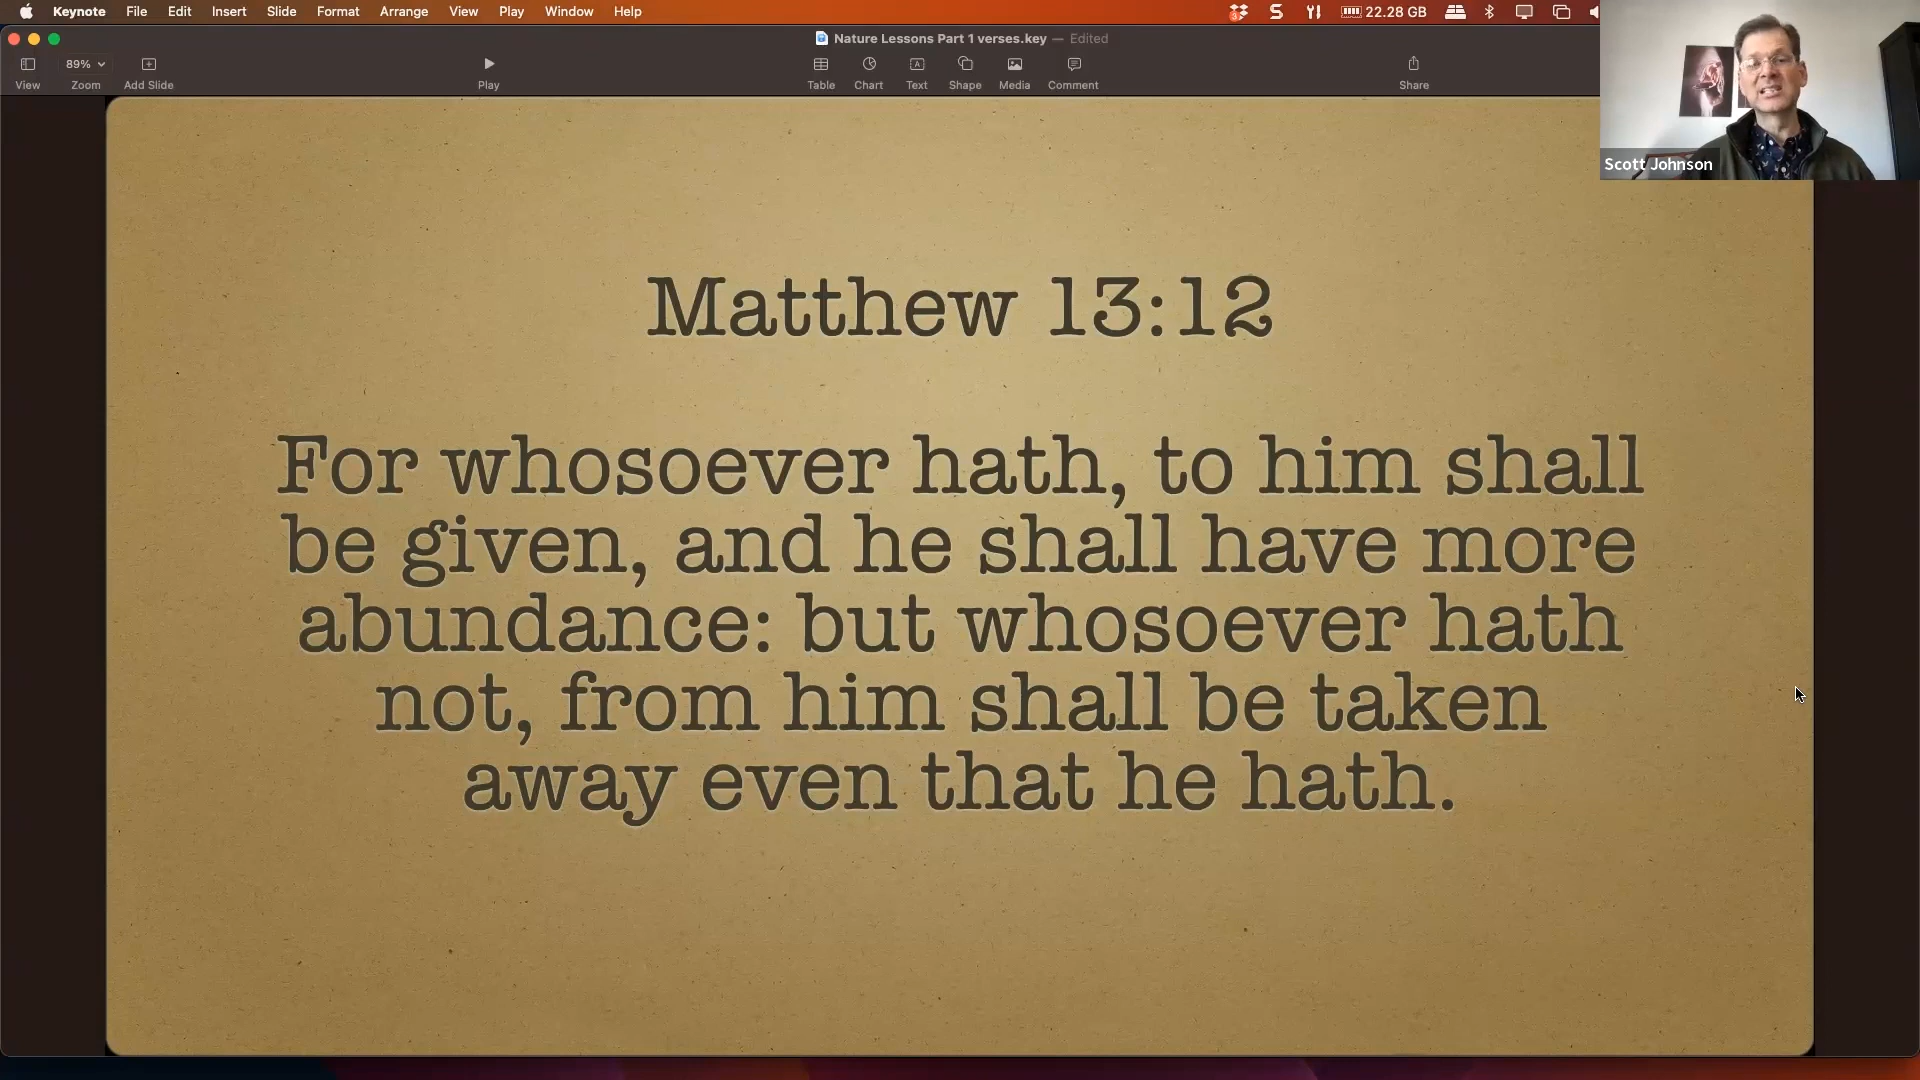 Keynote File Edit Insert Slide Format Arrange View Play Window Help 22.28 GB
Nature Lessons Part 1 verses.key — Edited
89%
View Zoom Add Slide Play Table Chart Text Shape Media Comment Share
Scott Johnson
Matthew 13:12
For whosoever hath, to him shall
be given, and he shall have more
abundance: but whosoever hath
not, from him shall be taken
away even that he hath.